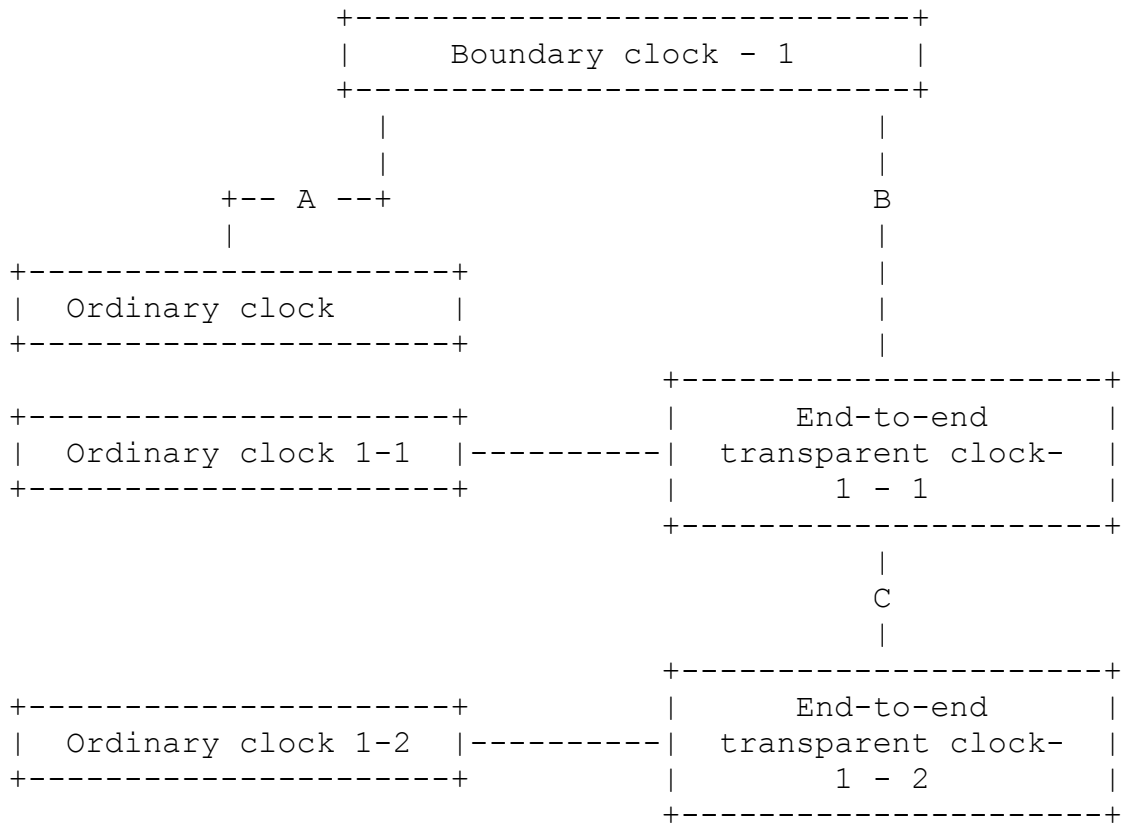 Boundary clock - 1
A
B
Ordinary clock
Ordinary clock 1-1
End-to-end
transparent clock-
1 - 1
C
Ordinary clock 1-2
End-to-end
transparent clock-
1 - 2